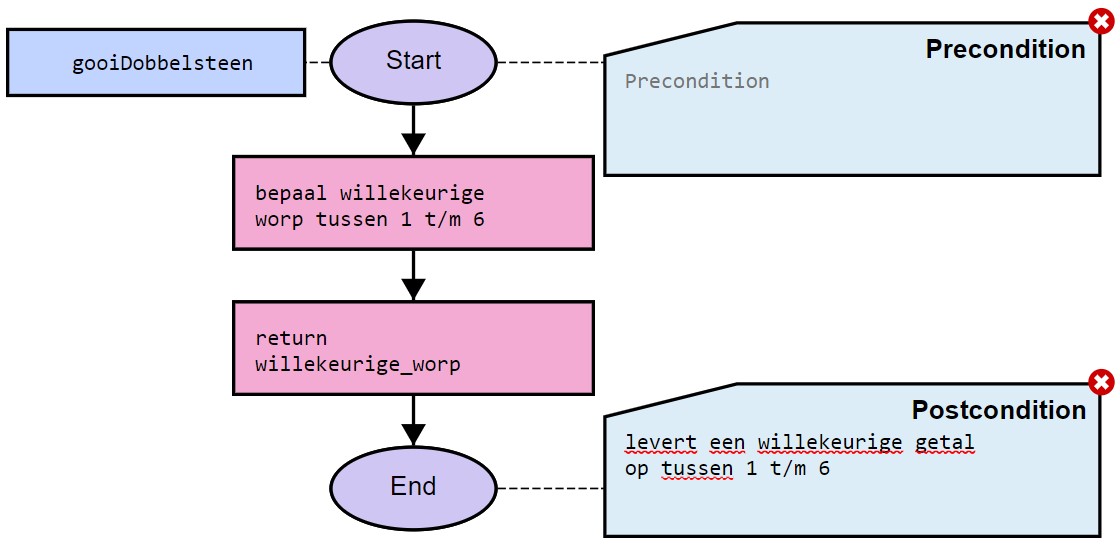 gooiDobbelsteen
Start
Precondition
Precondition
bepaal willekeurige
worp tussen 1 t/m 6
return
willekeurige_worp
Postcondition
levert een willekeurige getal
op tussen 1 t/m 6
End